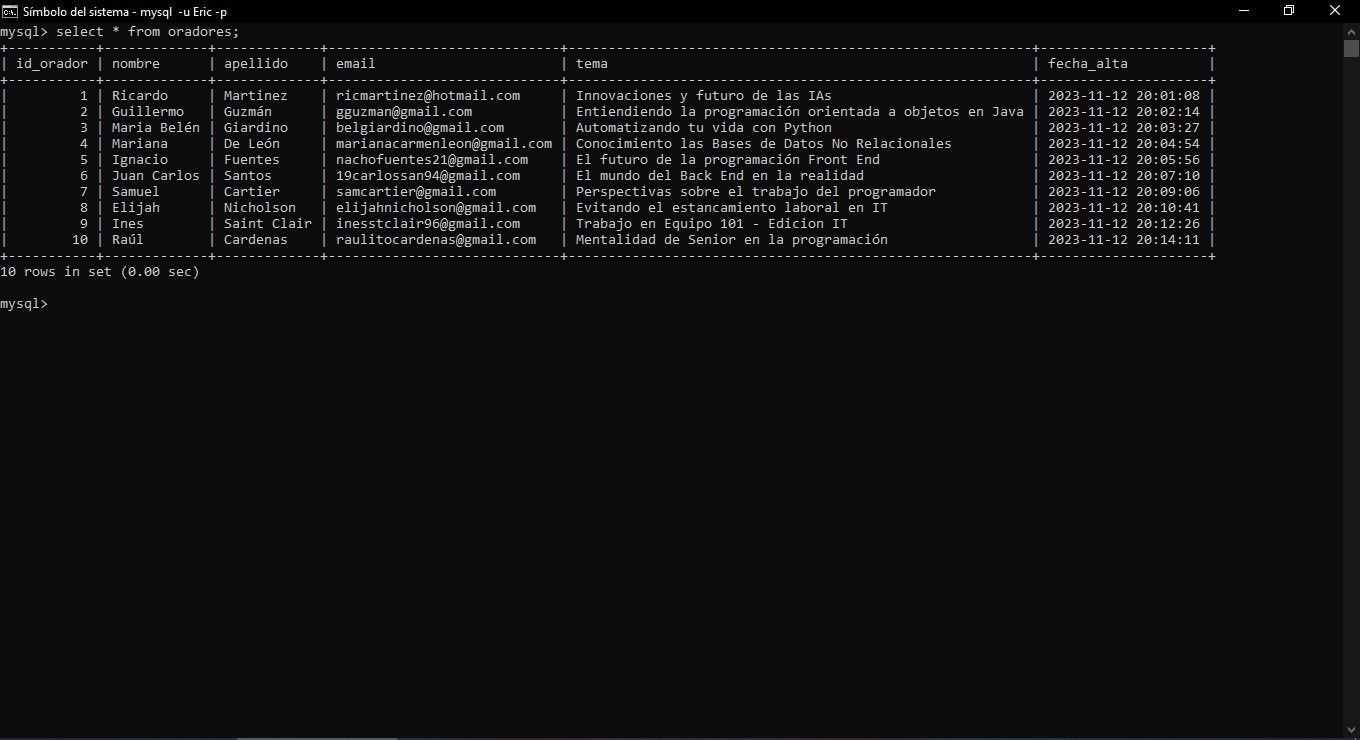 Símbolo del sistema - mysql  -u Eric -p
mysql> select * from oradores;
+-----------+-------------+------------+-----------------------------+----------------------------------------------------------+---------------------+
| id_orador | nombre      | apellido   | email                       | tema                                                     | fecha_alta          |
+-----------+-------------+------------+-----------------------------+----------------------------------------------------------+---------------------+
|         1 | Ricardo     | Martinez   | ricmartinez@hotmail.com     | Innovaciones y futuro de las IAs                         | 2023-11-12 20:01:08 |
|         2 | Guillermo   | Guzmán     | gguzman@gmail.com           | Entiendiendo la programación orientada a objetos en Java | 2023-11-12 20:02:14 |
|         3 | Maria Belén | Giardino   | belgiardino@gmail.com       | Automatizando tu vida con Python                         | 2023-11-12 20:03:27 |
|         4 | Mariana     | De León    | marianacarmenleon@gmail.com | Conocimiento las Bases de Datos No Relacionales          | 2023-11-12 20:04:54 |
|         5 | Ignacio     | Fuentes    | nachofuentes21@gmail.com    | El futuro de la programación Front End                   | 2023-11-12 20:05:56 |
|         6 | Juan Carlos | Santos     | 19carlossan94@gmail.com     | El mundo del Back End en la realidad                     | 2023-11-12 20:07:10 |
|         7 | Samuel      | Cartier    | samcartier@gmail.com        | Perspectivas sobre el trabajo del programador            | 2023-11-12 20:09:06 |
|         8 | Elijah      | Nicholson  | elijahnicholson@gmail.com   | Evitando el estancamiento laboral en IT                  | 2023-11-12 20:10:41 |
|         9 | Ines        | Saint Clair | inesstclair96@gmail.com     | Trabajo en Equipo 101 - Edicion IT                       | 2023-11-12 20:12:26 |
|        10 | Raúl        | Cardenas   | raulitocardenas@gmail.com   | Mentalidad de Senior en la programación                  | 2023-11-12 20:14:11 |
+-----------+-------------+------------+-----------------------------+----------------------------------------------------------+---------------------+
10 rows in set (0.00 sec)
mysql>